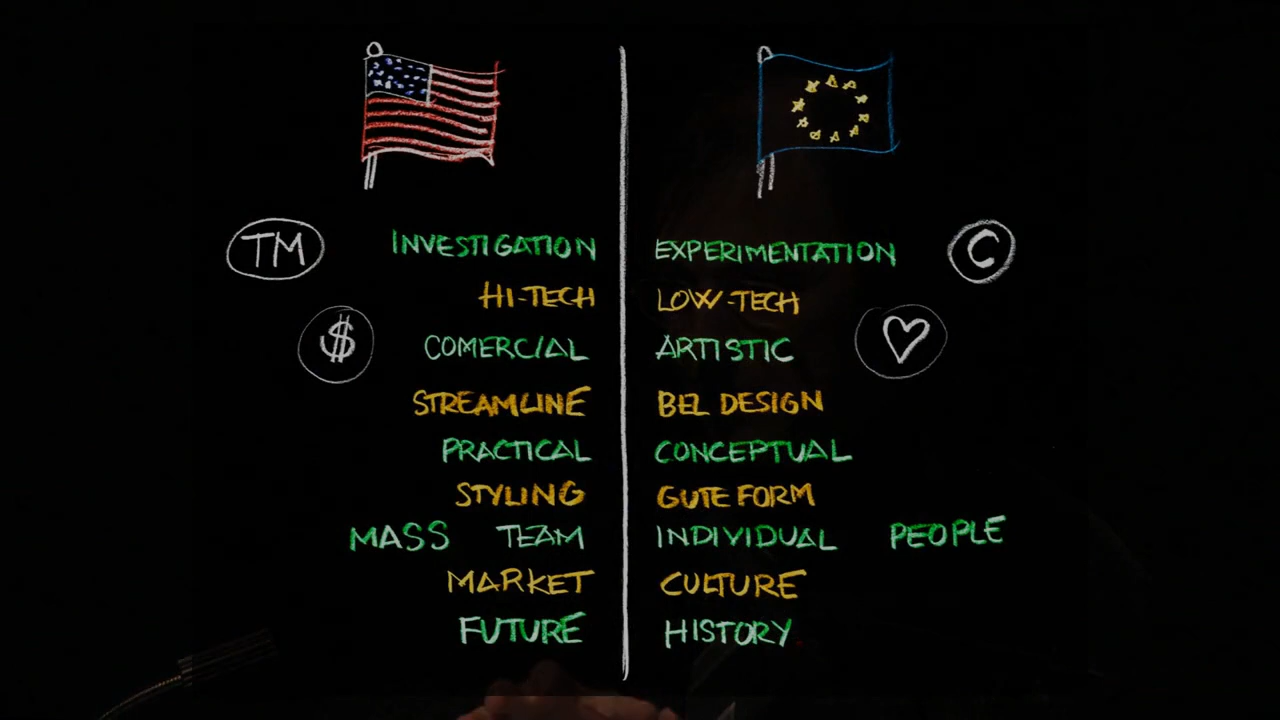 TM INVESTIGATION EXPERIMENTATION C
HI-TECH LOW-TECH
$ COMERCIAL ARTISTIC
STREAMLINE BEL DESIGN
PRACTICAL CONCEPTUAL
STYLING GUTE FORM
MASS TEAM INDIVIDUAL PEOPLE
MARKET CULTURE
FUTURE HISTORY